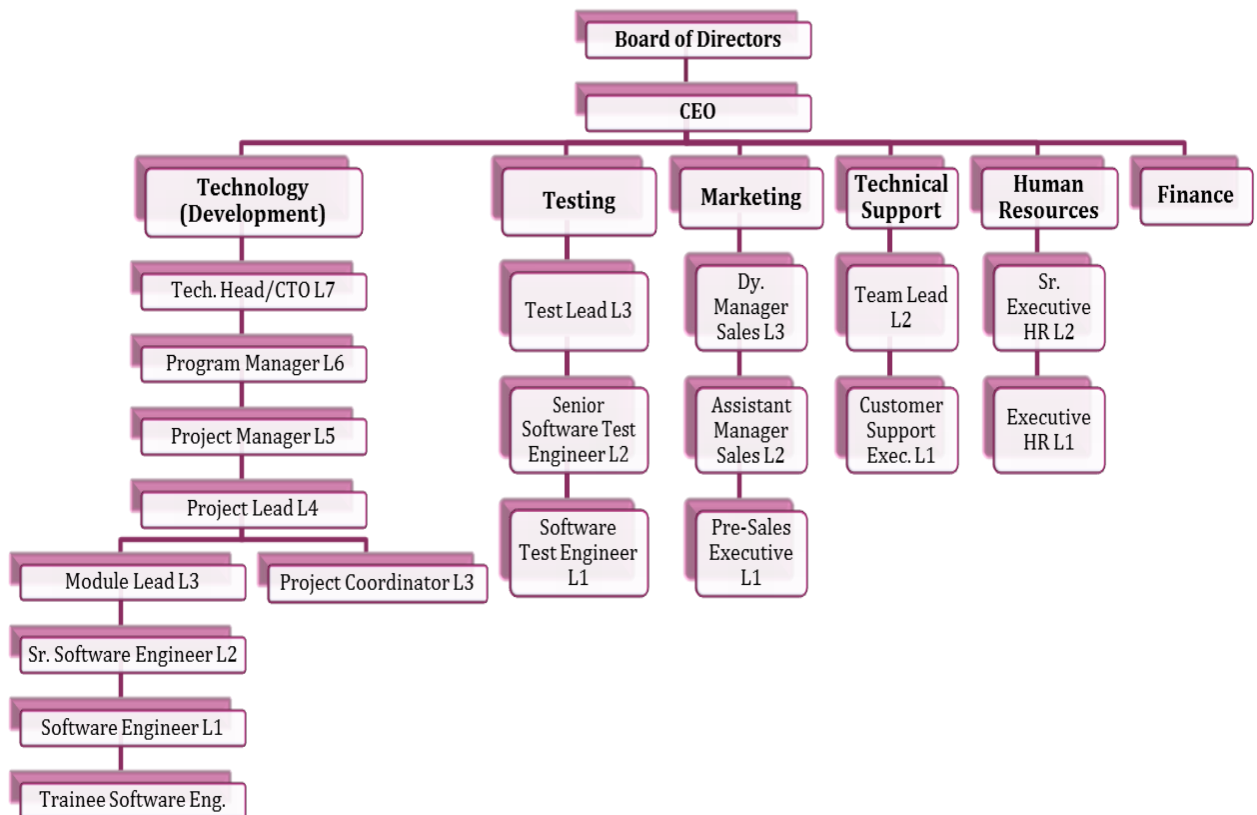 Board of Directors
CEO
Technology
(Development)
Testing
Marketing
Technical
Support
Human
Resources
Finance
Tech. Head/CTO L7
Program Manager L6
Project Manager L5
Project Lead L4
Module Lead L3
Project Coordinator L3
Sr. Software Engineer L2
Software Engineer L1
Trainee Software Eng.
Test Lead L3
Senior
Software Test
Engineer L2
Software
Test Engineer
L1
Dy.
Manager
Sales L3
Assistant
Manager
Sales L2
Pre-Sales
Executive
L1
Team Lead
L2
Customer
Support
Exec. L1
Sr.
Executive
HR L2
Executive
HR L1